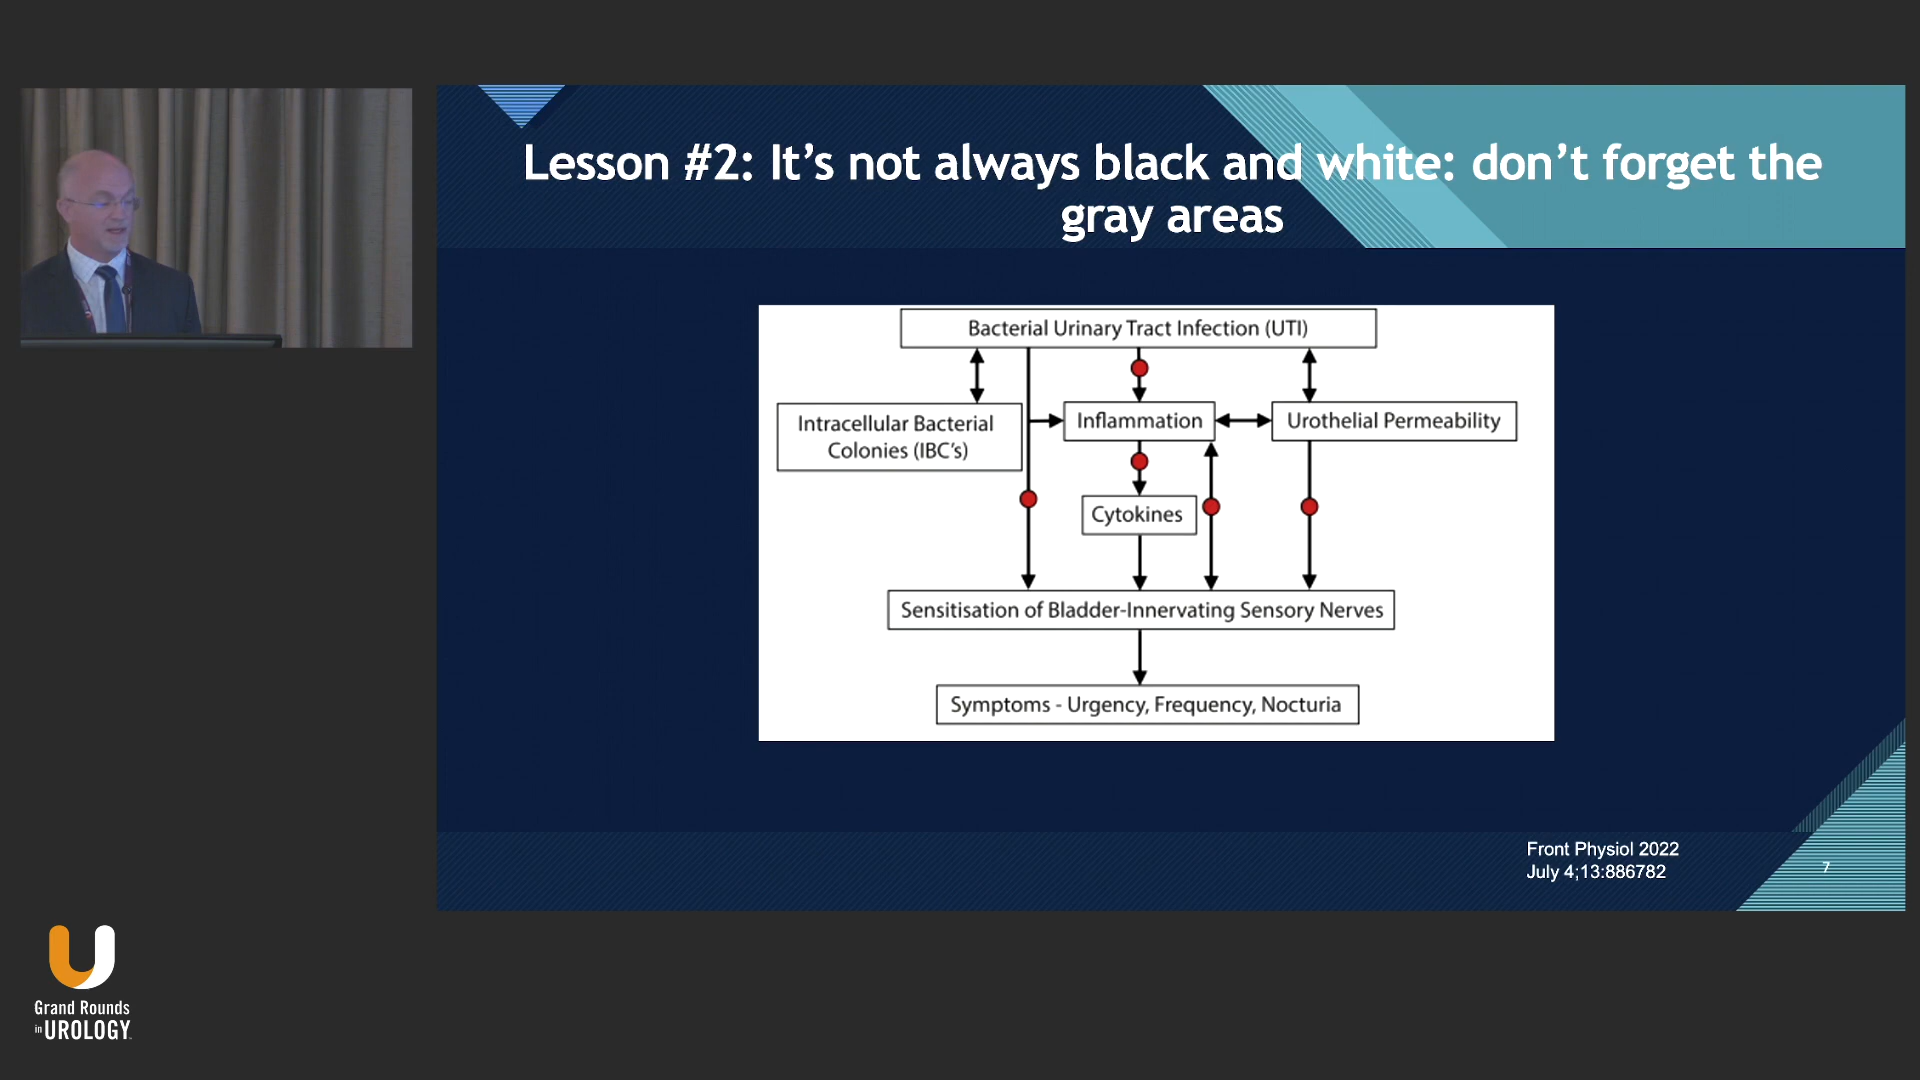 Lesson #2: It’s not always black and white: don’t forget the
gray areas
Bacterial Urinary Tract Infection (UTI)
Intracellular Bacterial
Colonies (IBC’s)
Inflammation
Urothelial Permeability
Cytokines
Sensitisation of Bladder-Innervating Sensory Nerves
Symptoms - Urgency, Frequency, Nocturia
Front Physiol 2022
July 4;13:886782
7
Grand Rounds
in UROLOGY